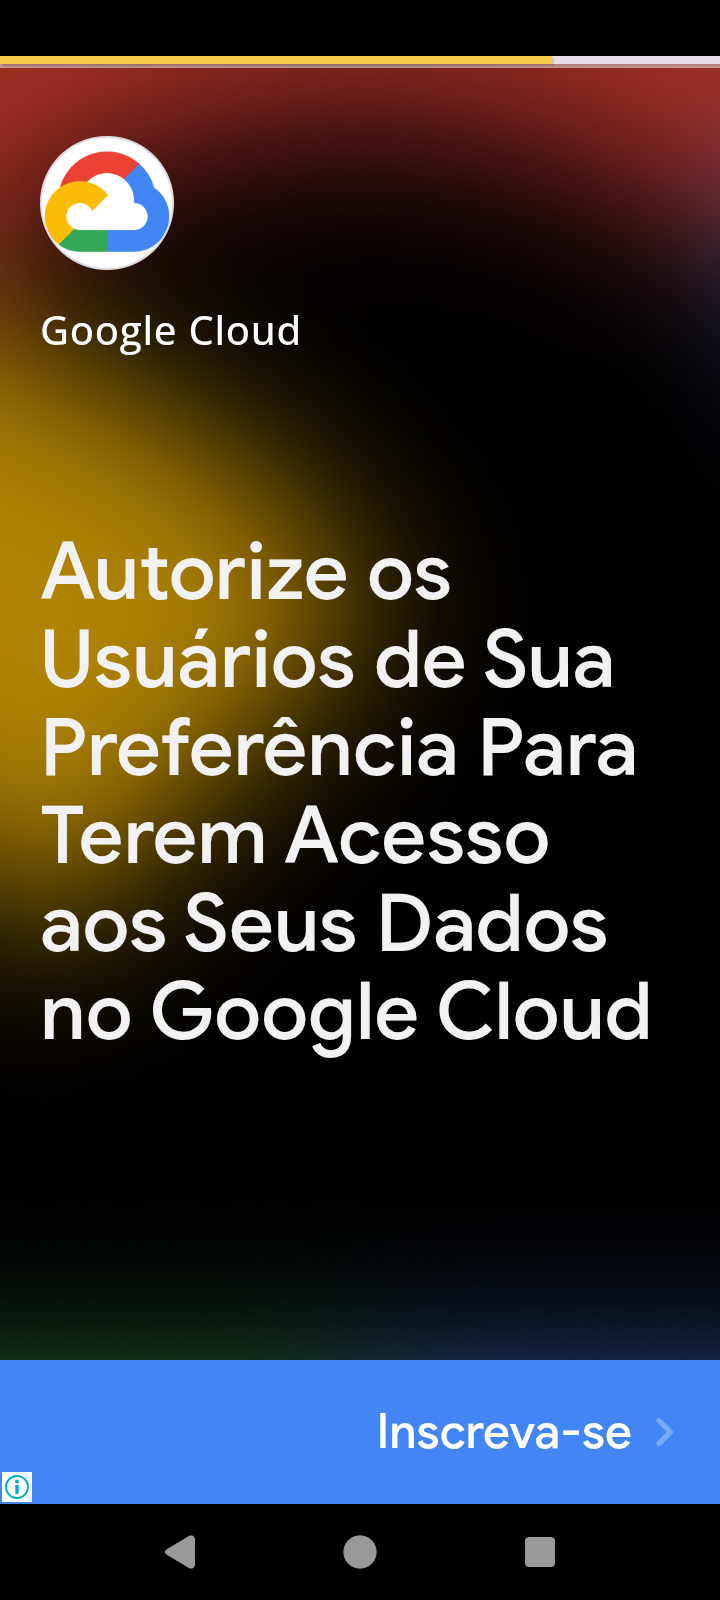 Google Cloud
Autorize os
Usuários de Sua
Preferência Para
Terem Acesso
aos Seus Dados
no Google Cloud
Inscreva-se